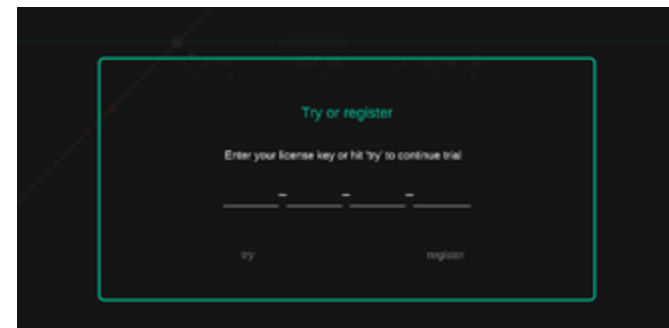 Try or register
Enter your license key or hit 'try' to continue trial
– – –
try register